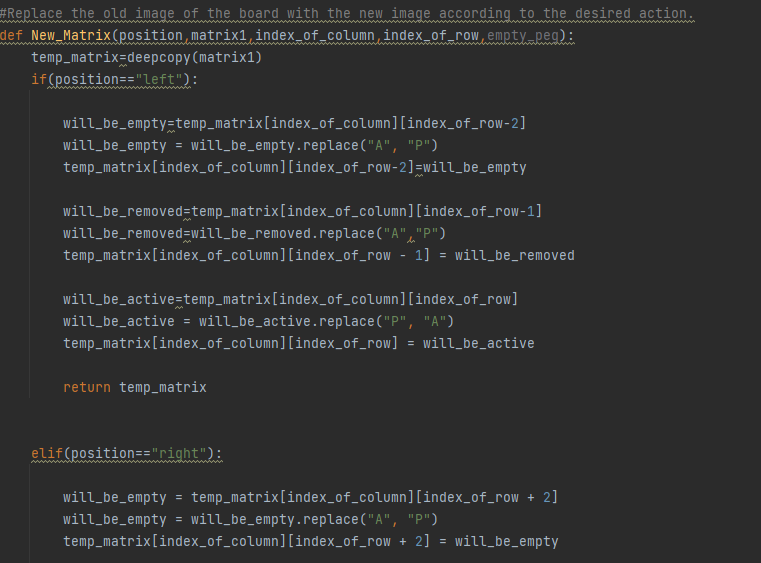 #Replace the old image of the board with the new image according to the desired action.
def New_Matrix(position,matrix1,index_of_column,index_of_row,empty_peg):
temp_matrix=deepcopy(matrix1)
if(position=="left"):
will_be_empty=temp_matrix[index_of_column][index_of_row-2]
will_be_empty = will_be_empty.replace("A", "P")
temp_matrix[index_of_column][index_of_row-2]=will_be_empty
will_be_removed=temp_matrix[index_of_column][index_of_row-1]
will_be_removed=will_be_removed.replace("A","P")
temp_matrix[index_of_column][index_of_row - 1] = will_be_removed
will_be_active=temp_matrix[index_of_column][index_of_row]
will_be_active = will_be_active.replace("P", "A")
temp_matrix[index_of_column][index_of_row] = will_be_active
return temp_matrix
elif(position=="right"):
will_be_empty = temp_matrix[index_of_column][index_of_row + 2]
will_be_empty = will_be_empty.replace("A", "P")
temp_matrix[index_of_column][index_of_row + 2] = will_be_empty